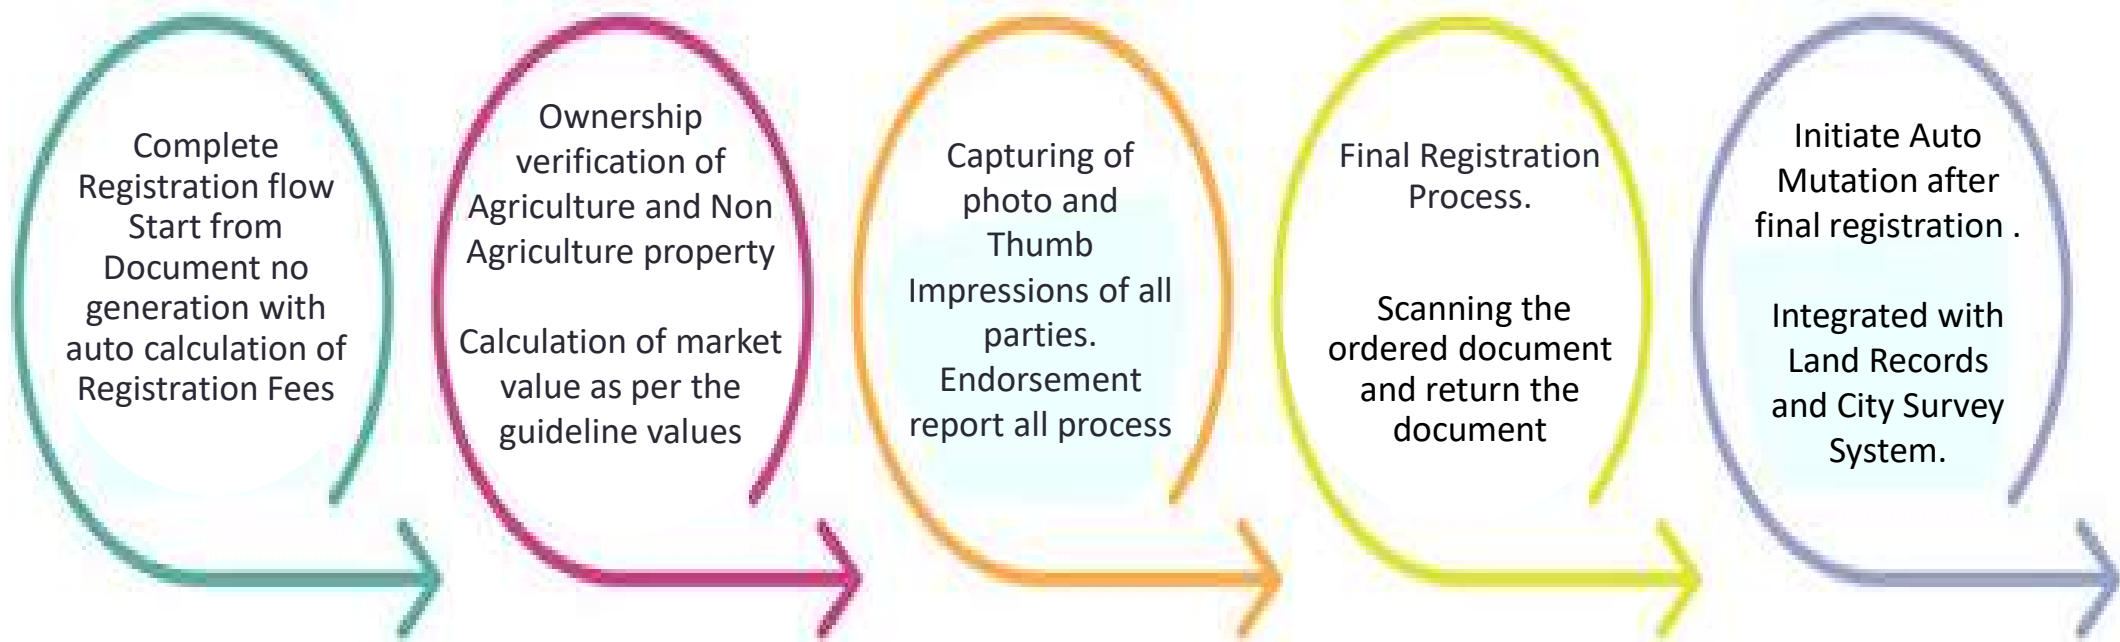 Complete
Registration flow
Start from
Document no
generation with
auto calculation of
Registration Fees
Ownership
verification of
Agriculture and Non
Agriculture property
Calculation of market
value as per the
guideline values
Capturing of
photo and
Thumb
Impressions of all
parties.
Endorsement
report all process
Final Registration
Process.
Scanning the
ordered document
and return the
document
Initiate Auto
Mutation after
final registration .
Integrated with
Land Records
and City Survey
System.